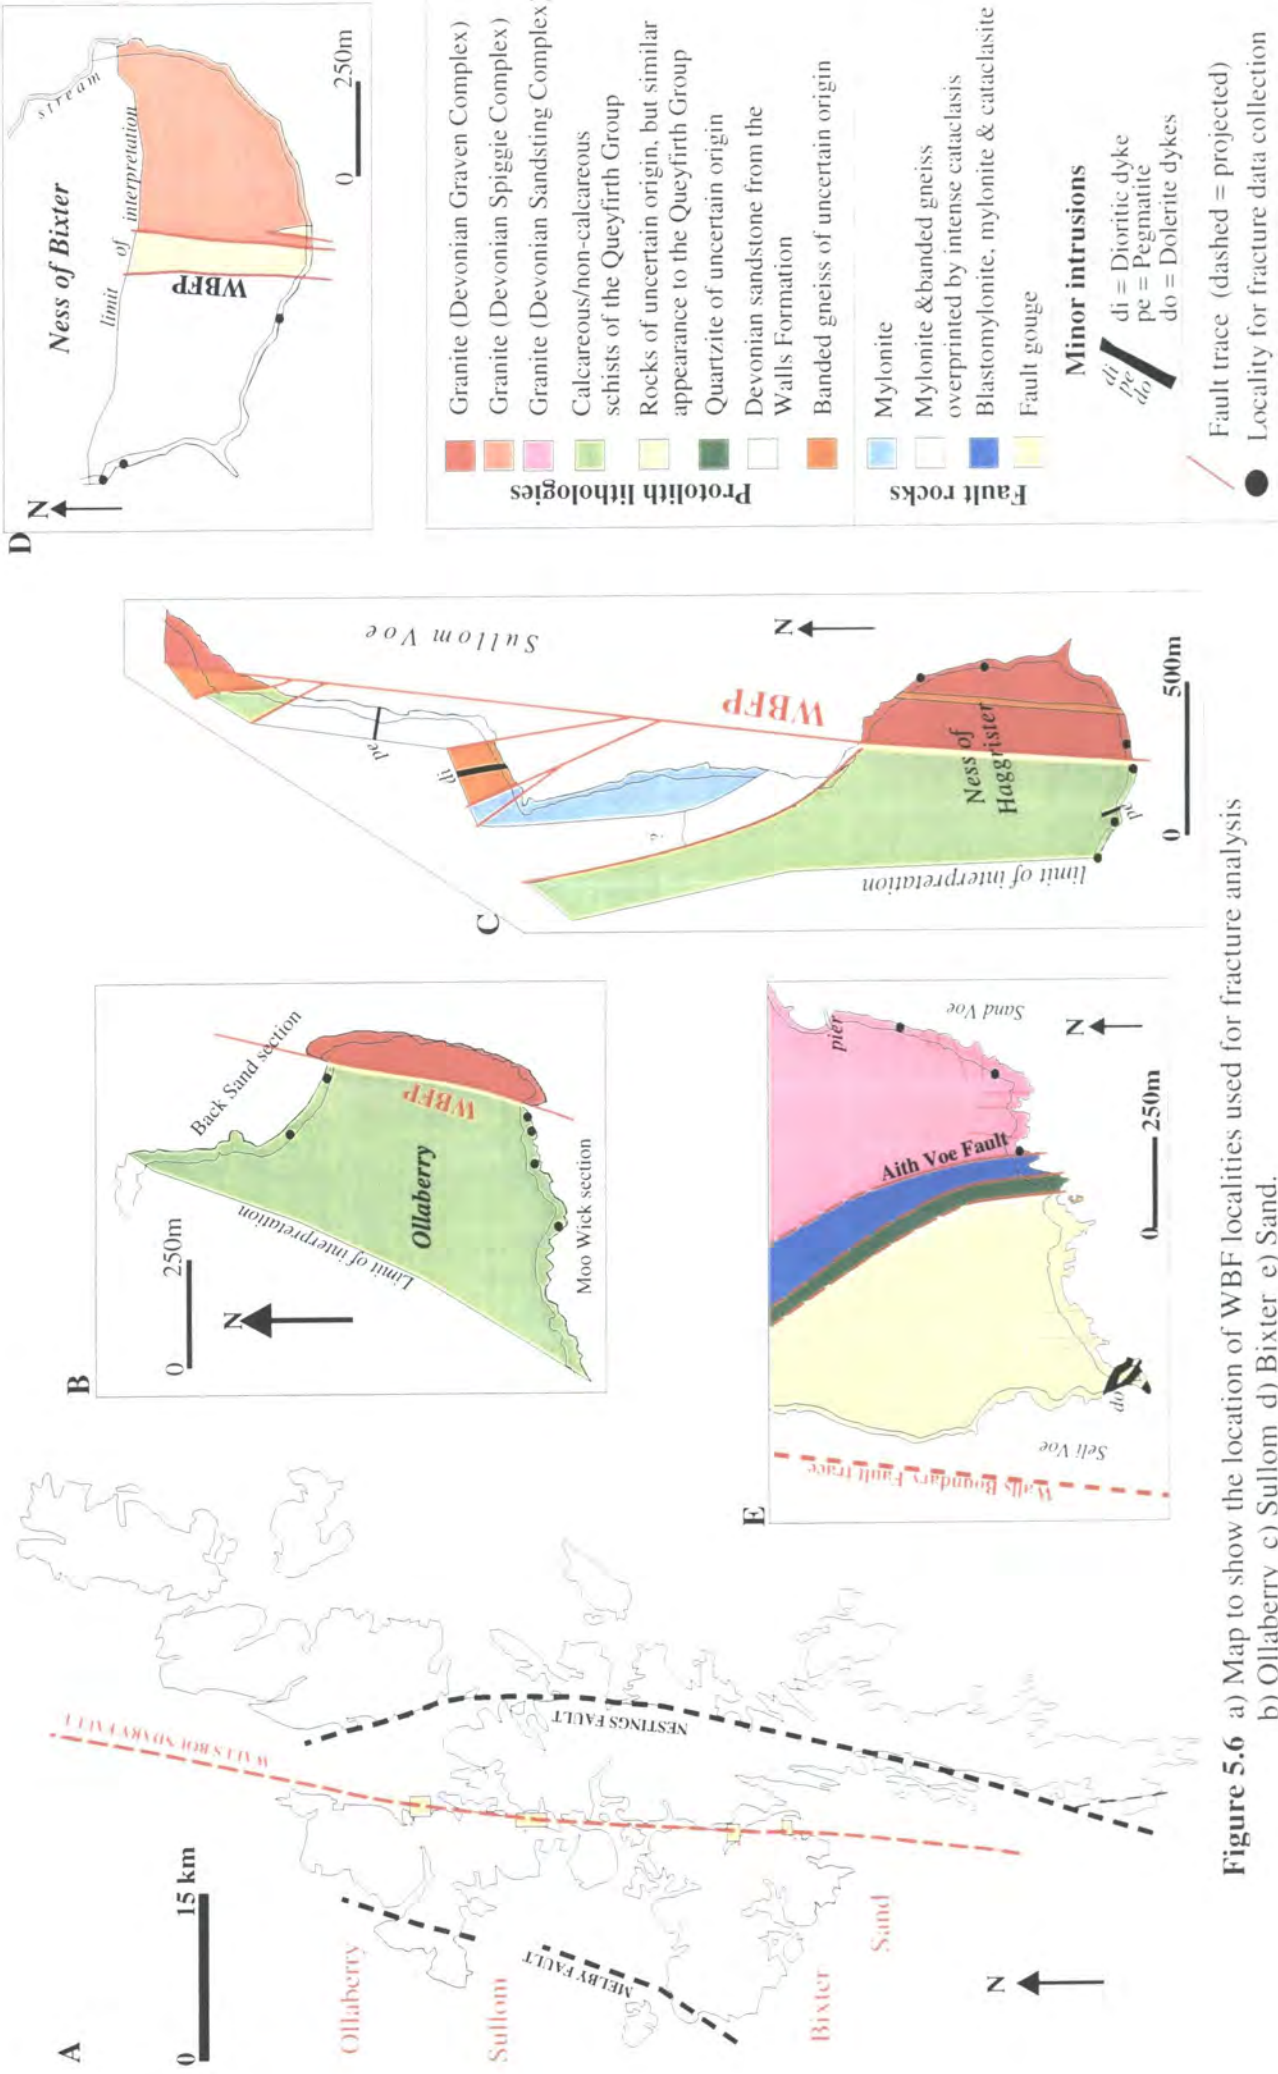 A
0 15 km
WALLS BOUNDARY FAULT
NESTINGS FAULT
MELBY FAULT
Ollaberry
Sullom
Bixter
Sand
N
B
0 250m
N
Back Sand section
WBFP
Ollaberry
Limit of interpretation
Moo Wick section
C
Sullom Voe
N
pe
di
WBFP
Ness of
Haggrister
pe
limit of interpretation
0 500m
D
N
Ness of Bixter
stream
limit of interpretation
WBFP
0 250m
E
pier
Sand Voe
N
Aith Voe Fault
do
Seli Voe
Walls Boundary Fault trace
0 250m
Protolith lithologies
Granite (Devonian Graven Complex)
Granite (Devonian Spiggie Complex)
Granite (Devonian Sandsting Complex)
Calcareous/non-calcareous
schists of the Queyfirth Group
Rocks of uncertain origin, but similar
appearance to the Queyfirth Group
Quartzite of uncertain origin
Devonian sandstone from the
Walls Formation
Banded gneiss of uncertain origin
Fault rocks
Mylonite
Mylonite &banded gneiss
overprinted by intense cataclasis
Blastomylonite, mylonite & cataclasite
Fault gouge
Minor intrusions
di
pe
do
di = Dioritic dyke
pe = Pegmatite
do = Dolerite dykes
Fault trace (dashed = projected)
Locality for fracture data collection
Figure 5.6 a) Map to show the location of WBF localities used for fracture analysis
b) Ollaberry c) Sullom d) Bixter e) Sand.